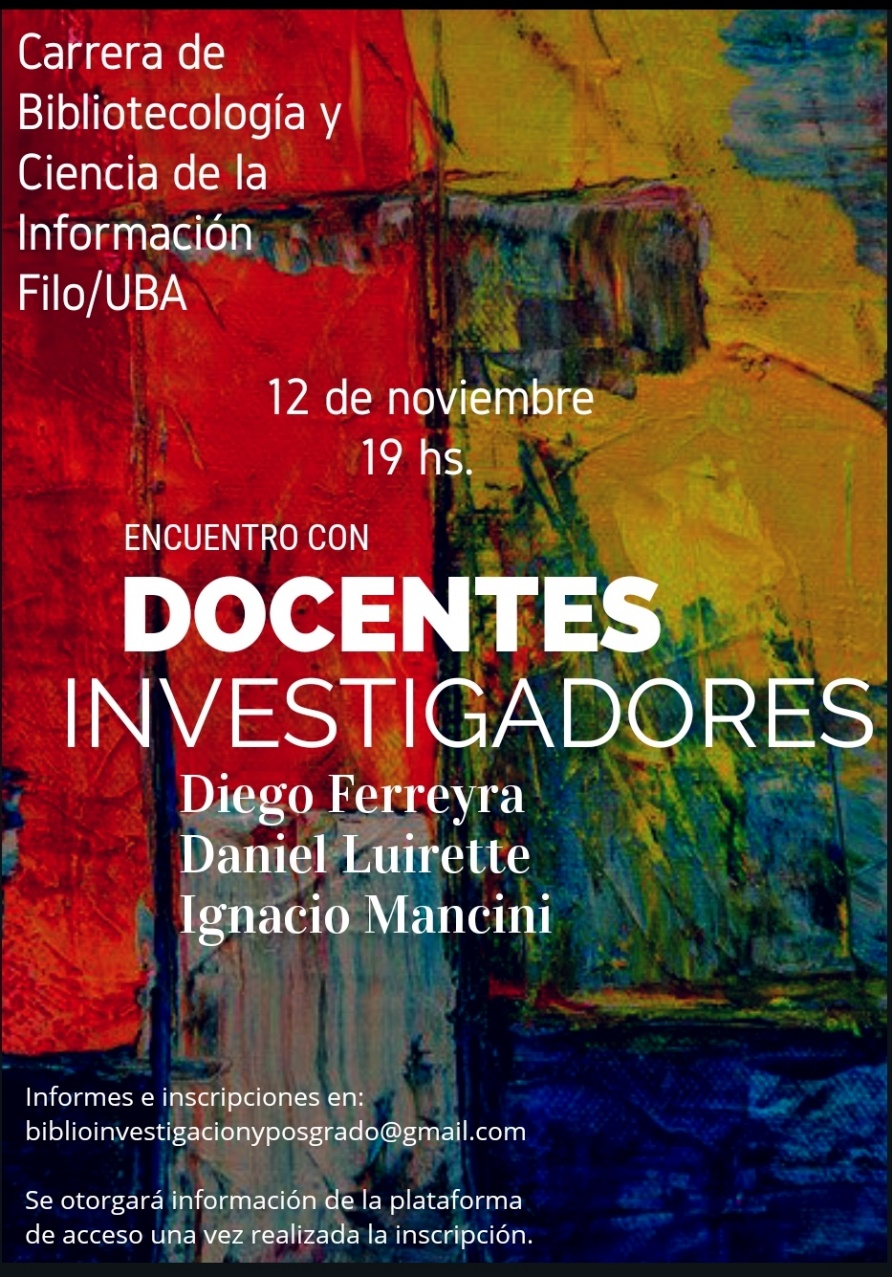 Carrera de
Bibliotecología y
Ciencia de la
Información
Filo/UBA
12 de noviembre
19 hs.
ENCUENTRO CON
DOCENTES
INVESTIGADORES
Diego Ferreyra
Daniel Luirette
Ignacio Mancini
Informes e inscripciones en:
biblioinvestigacionyposgrado@gmail.com
Se otorgará información de la plataforma
de acceso una vez realizada la inscripción.